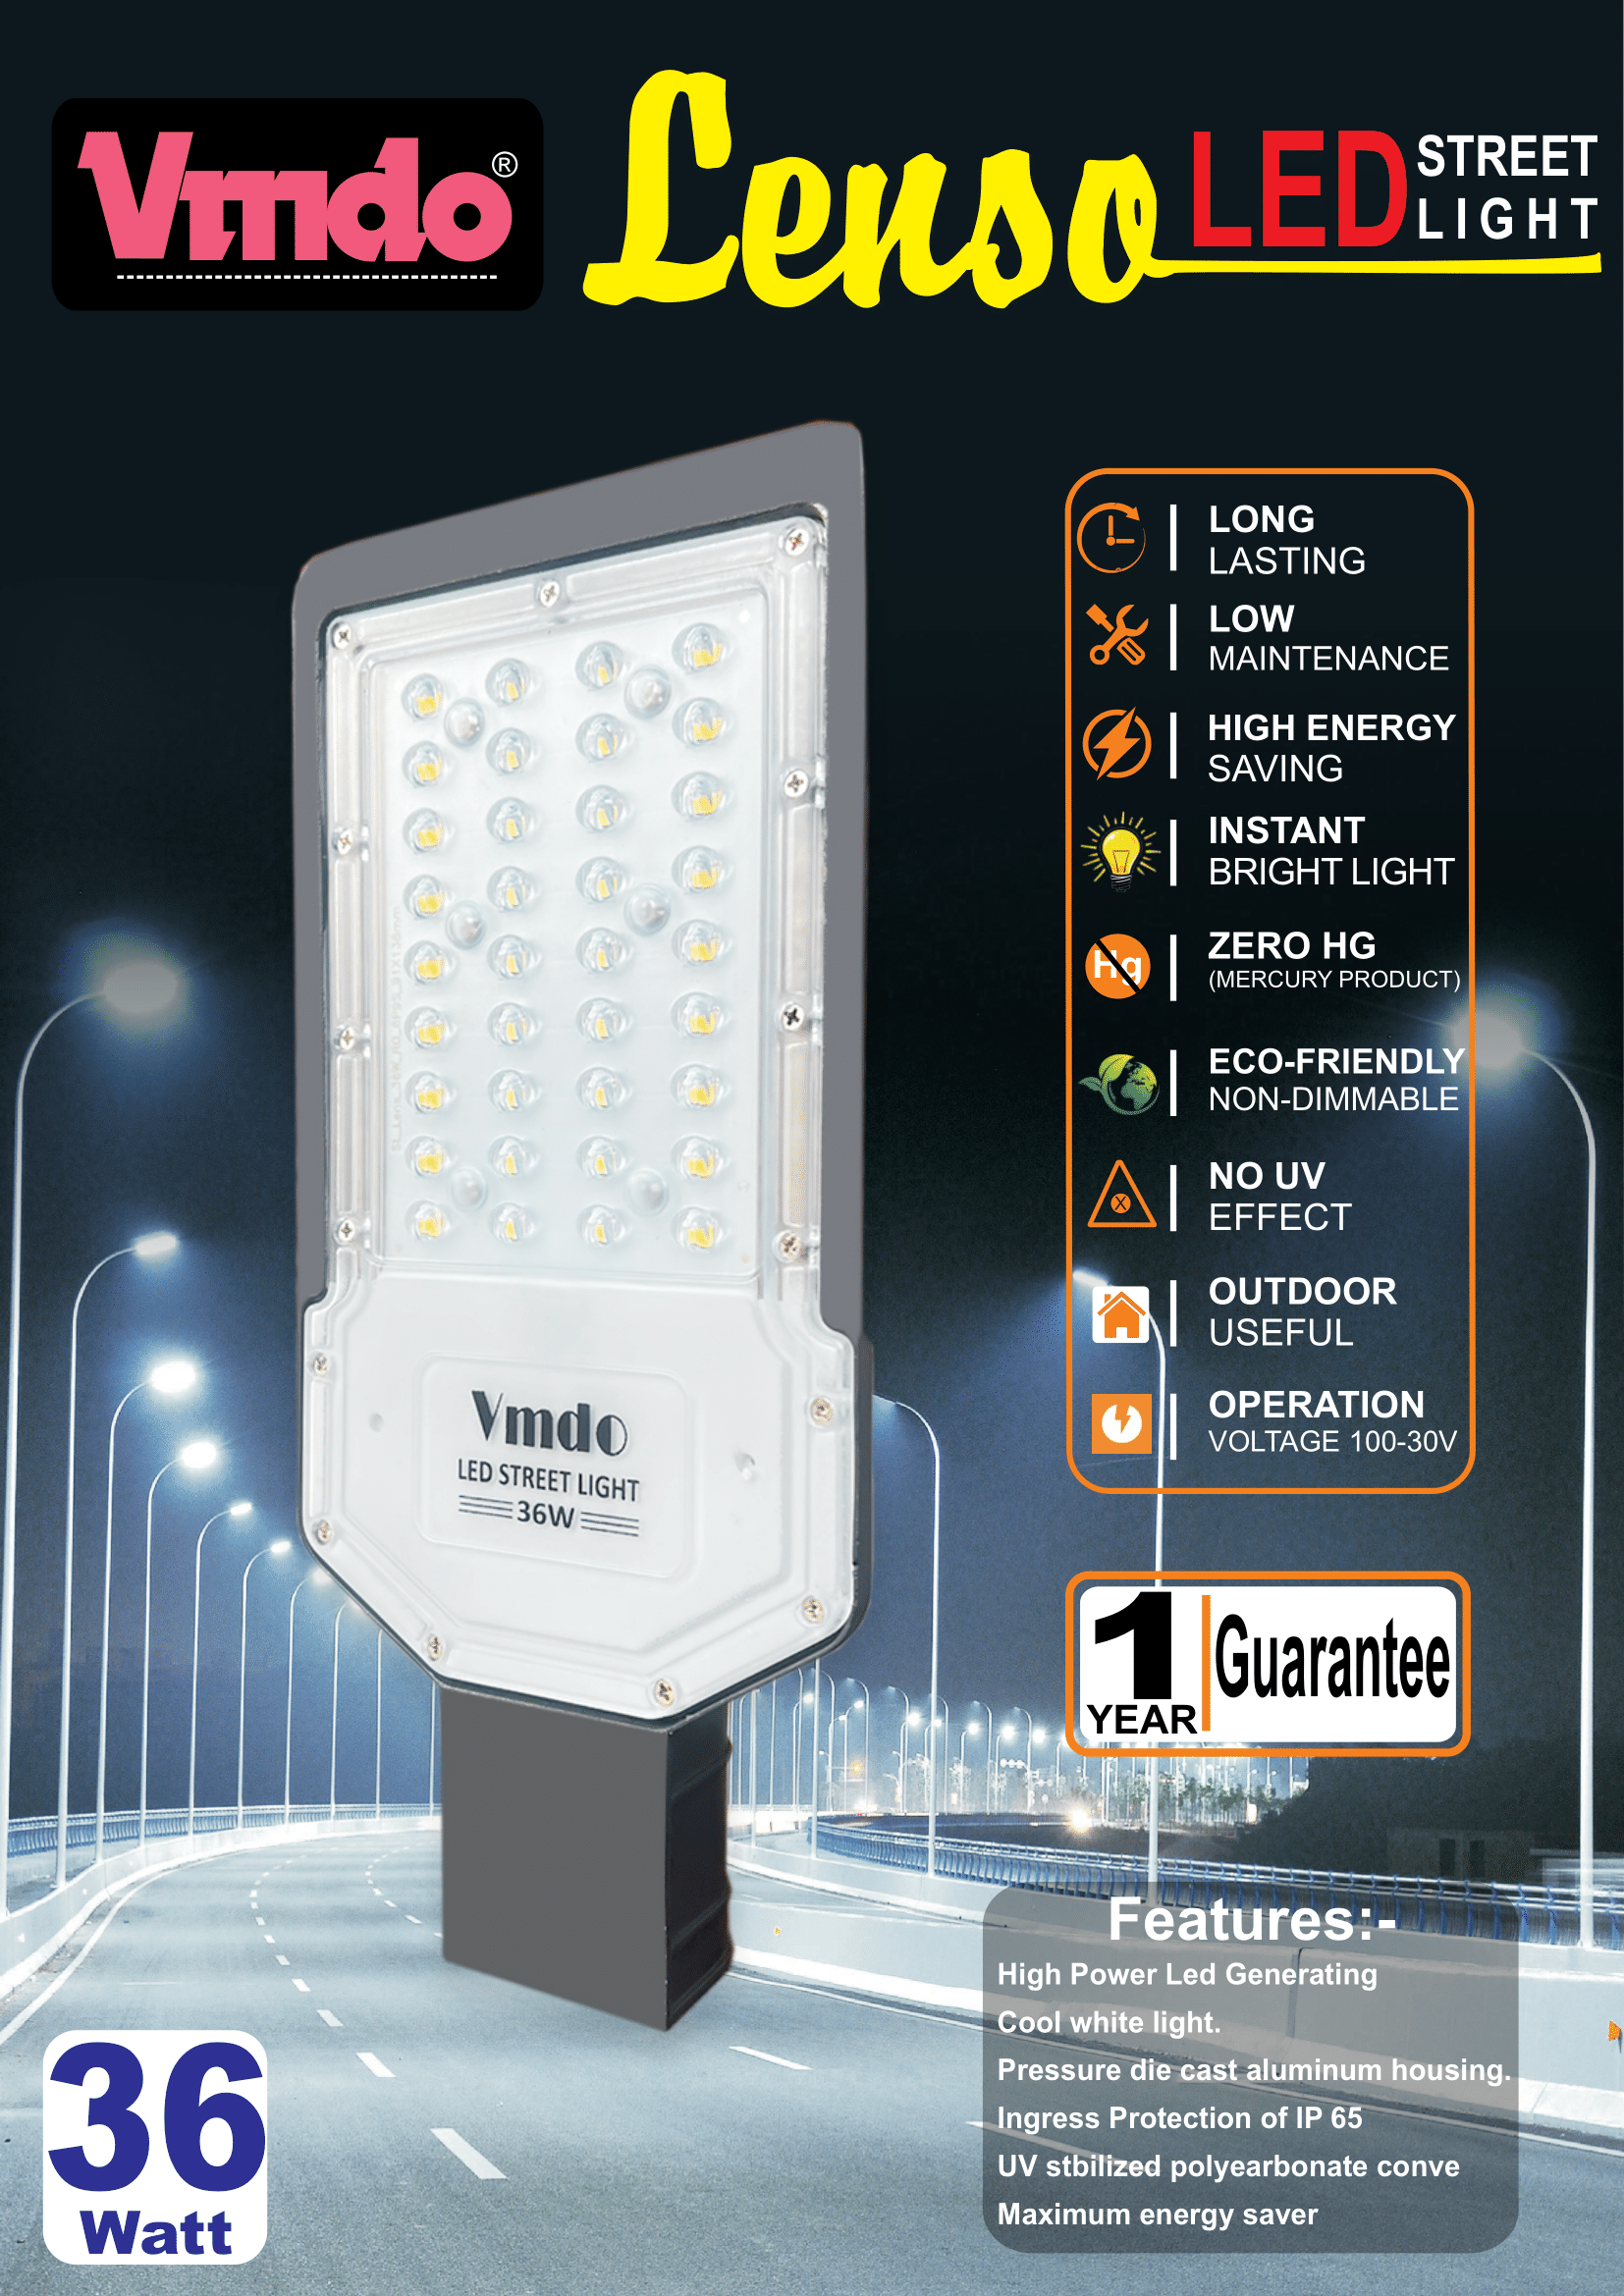 Vmdo®
Lenso LED STREET
LIGHT
LONG
LASTING
LOW
MAINTENANCE
HIGH ENERGY
SAVING
INSTANT
BRIGHT LIGHT
Hg
ZERO HG
(MERCURY PRODUCT)
ECO-FRIENDLY
NON-DIMMABLE
X
NO UV
EFFECT
OUTDOOR
USEFUL
OPERATION
VOLTAGE 100-30V
Vmdo
LED STREET LIGHT
36W
1
YEAR
Guarantee
Features:-
High Power Led Generating
Cool white light.
Pressure die cast aluminum housing.
Ingress Protection of IP 65
UV stbilized polyearbonate conve
Maximum energy saver
36
Watt